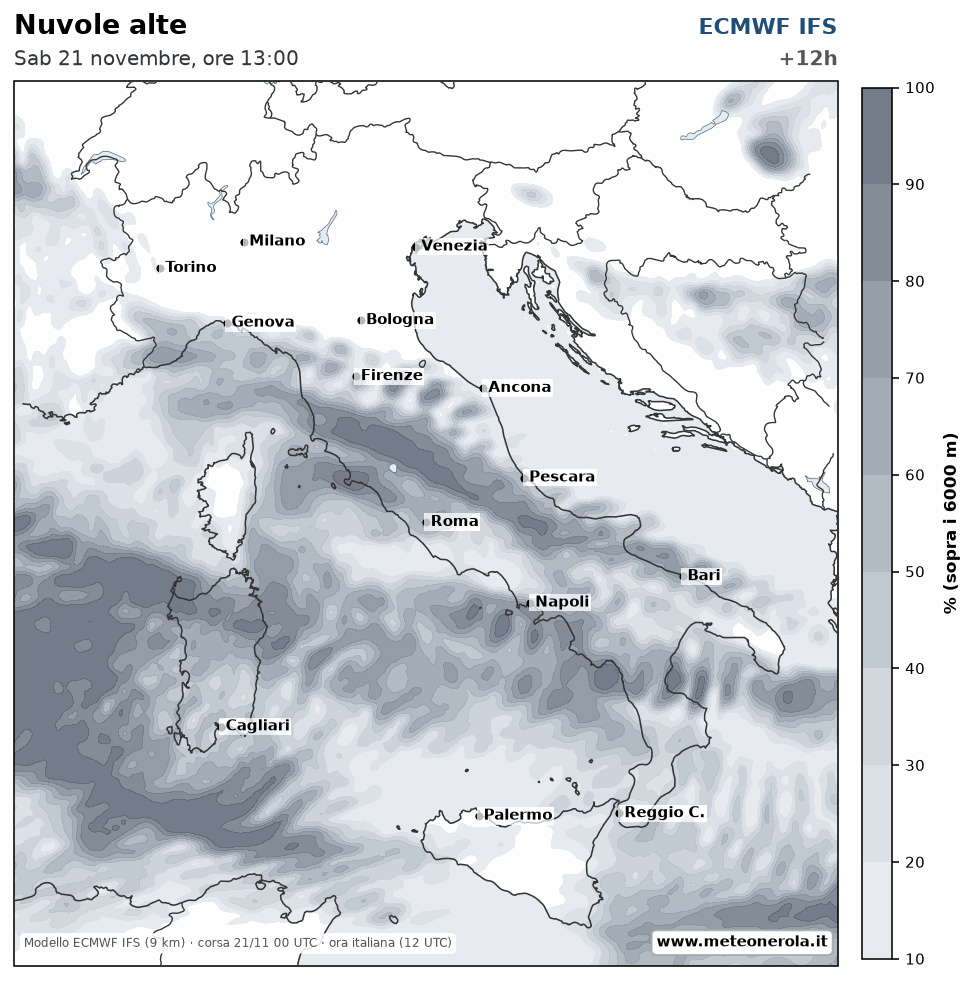 Nuvole alte
ECMWF IFS
Sab 21 novembre, ore 13:00
+12h
Milano
Venezia
Torino
Genova
Bologna
Firenze
Ancona
Pescara
Roma
Bari
Napoli
Cagliari
Palermo
Reggio C.
Modello ECMWF IFS (9 km) · corsa 21/11 00 UTC · ora italiana (12 UTC)
www.meteonerola.it
100
90
80
70
60
50
40
30
20
10
% (sopra i 6000 m)